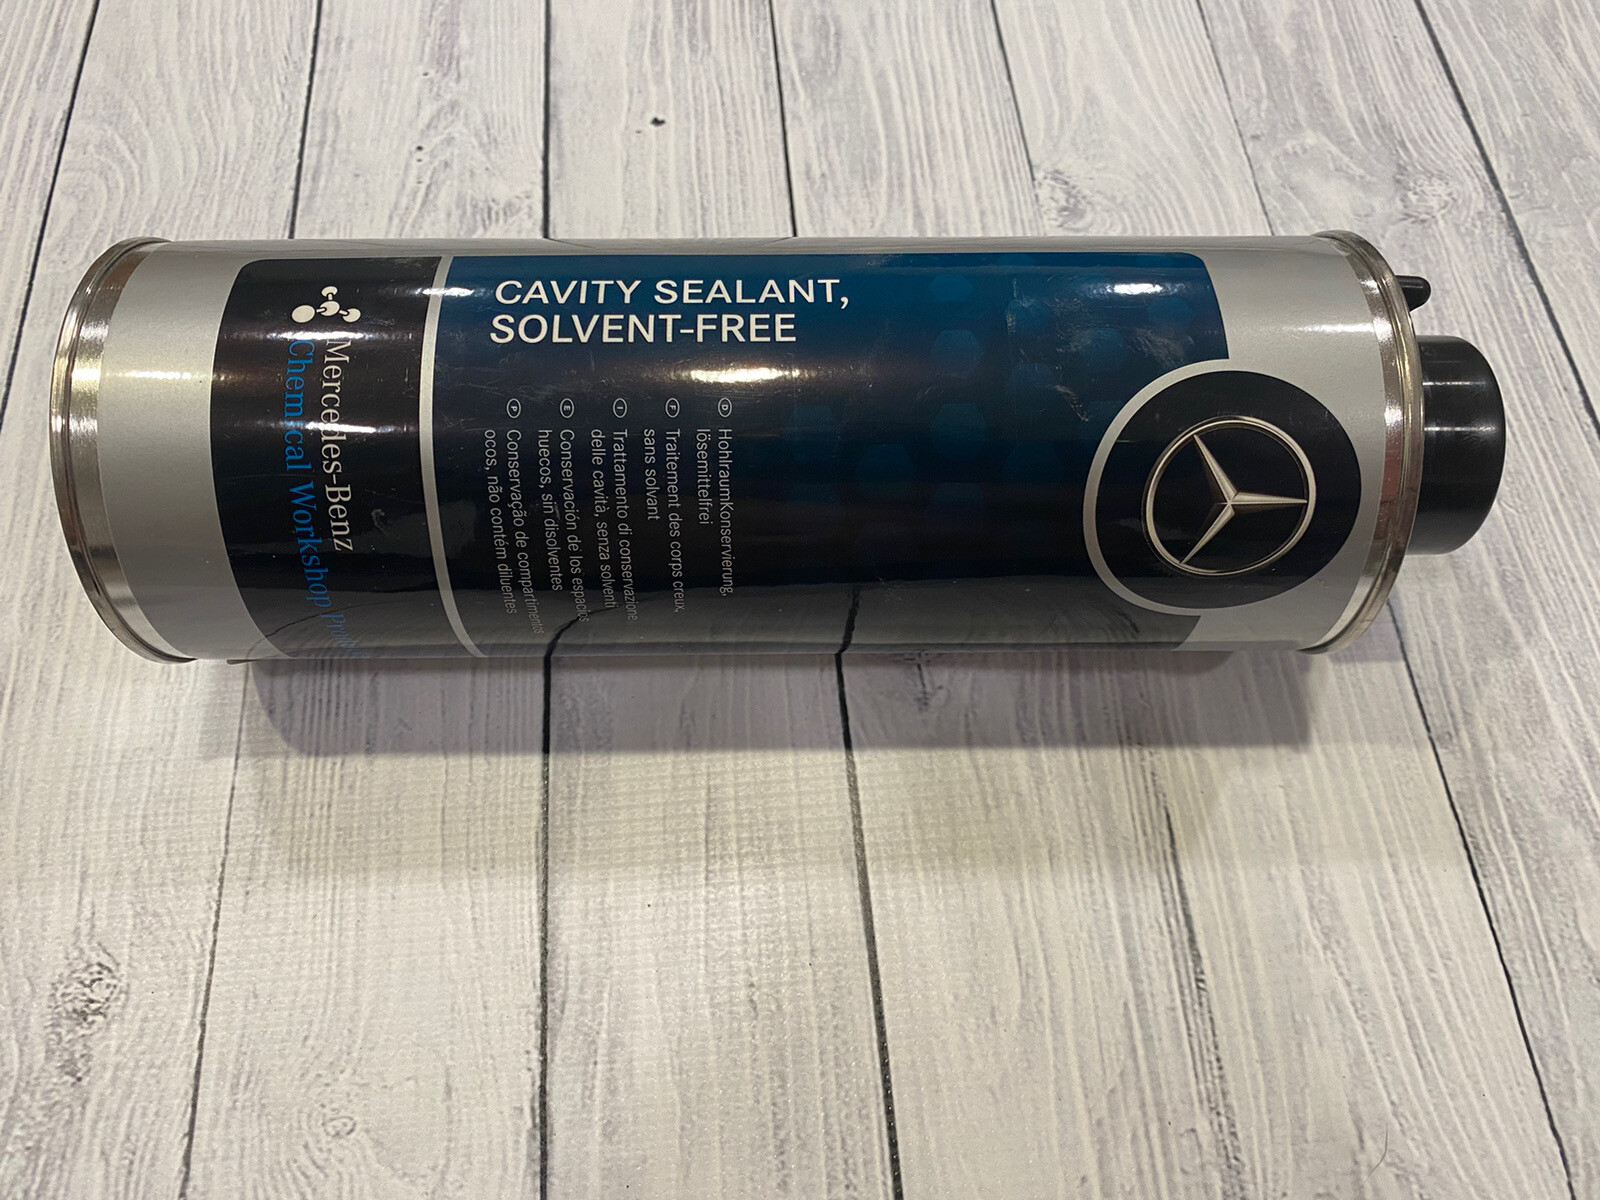 CAVITY SEALANT,
SOLVENT-FREE
D Hohlraumkonservierung,
lösemittelfrei
F Traitement des corps creux,
sans solvant
I Trattamento di conservazione
delle cavità, senza solventi
E Conservación de los espacios
huecos, sin disolventes
P Conservação de compartimentos
ocos, não contém diluentes
Mercedes-Benz
Chemical Workshop